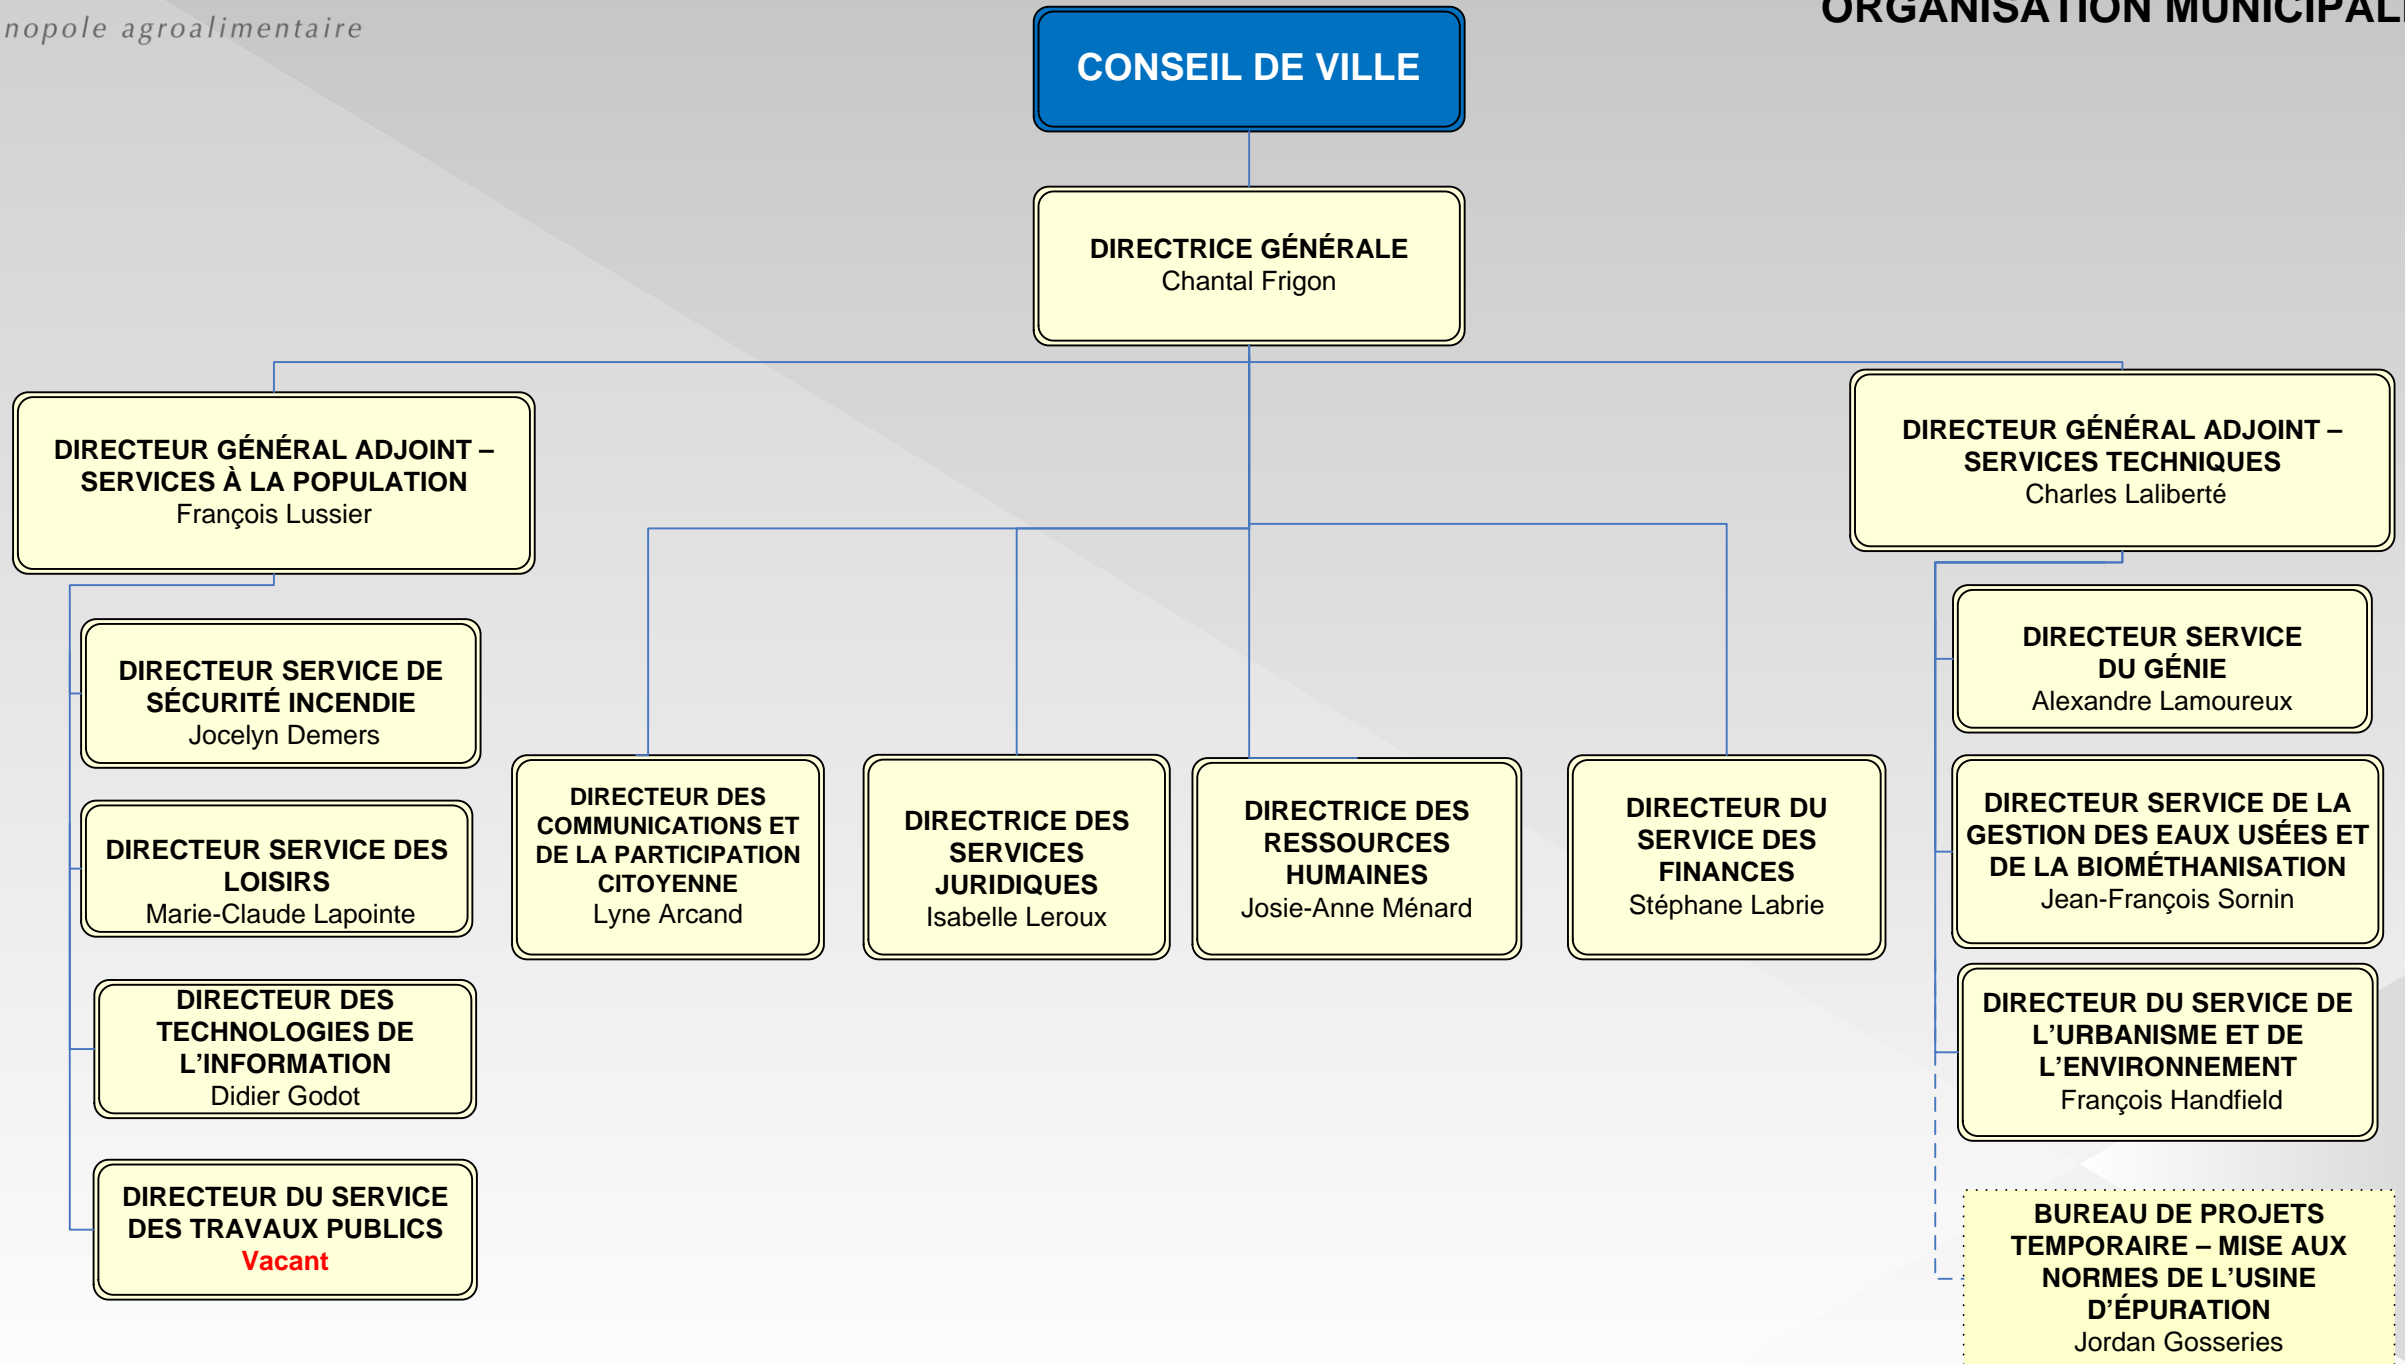 agroalimentaire
ORGANISATION
CONSEIL DE VILLE
DIRECTRICE GÉNÉRALE
Chantal Frigon
DIRECTEUR GÉNÉRAL ADJOINT –
SERVICES À LA POPULATION
François Lussier
DIRECTEUR GÉNÉRAL ADJOINT –
SERVICES TECHNIQUES
Charles Laliberté
DIRECTEUR SERVICE DE
SÉCURITÉ INCENDIE
Jocelyn Demers
DIRECTEUR SERVICE DES
LOISIRS
Marie-Claude Lapointe
DIRECTEUR DES
TECHNOLOGIES DE
L’INFORMATION
Didier Godot
DIRECTEUR DU SERVICE
DES TRAVAUX PUBLICS
Vacant
DIRECTEUR DES
COMMUNICATIONS ET
DE LA PARTICIPATION
CITOYENNE
Lyne Arcand
DIRECTRICE DES
SERVICES
JURIDIQUES
Isabelle Leroux
DIRECTRICE DES
RESSOURCES
HUMAINES
Josie-Anne Ménard
DIRECTEUR DU
SERVICE DES
FINANCES
Stéphane Labrie
DIRECTEUR SERVICE
DU GÉNIE
Alexandre Lamoureux
DIRECTEUR SERVICE DE LA
GESTION DES EAUX USÉES ET
DE LA BIOMÉTHANISATION
Jean-François Sornin
DIRECTEUR DU SERVICE DE
L’URBANISME ET DE
L’ENVIRONNEMENT
François Handfield
BUREAU DE PROJETS
TEMPORAIRE – MISE AUX
NORMES DE L’USINE
D’ÉPURATION
Jordan Gosseries